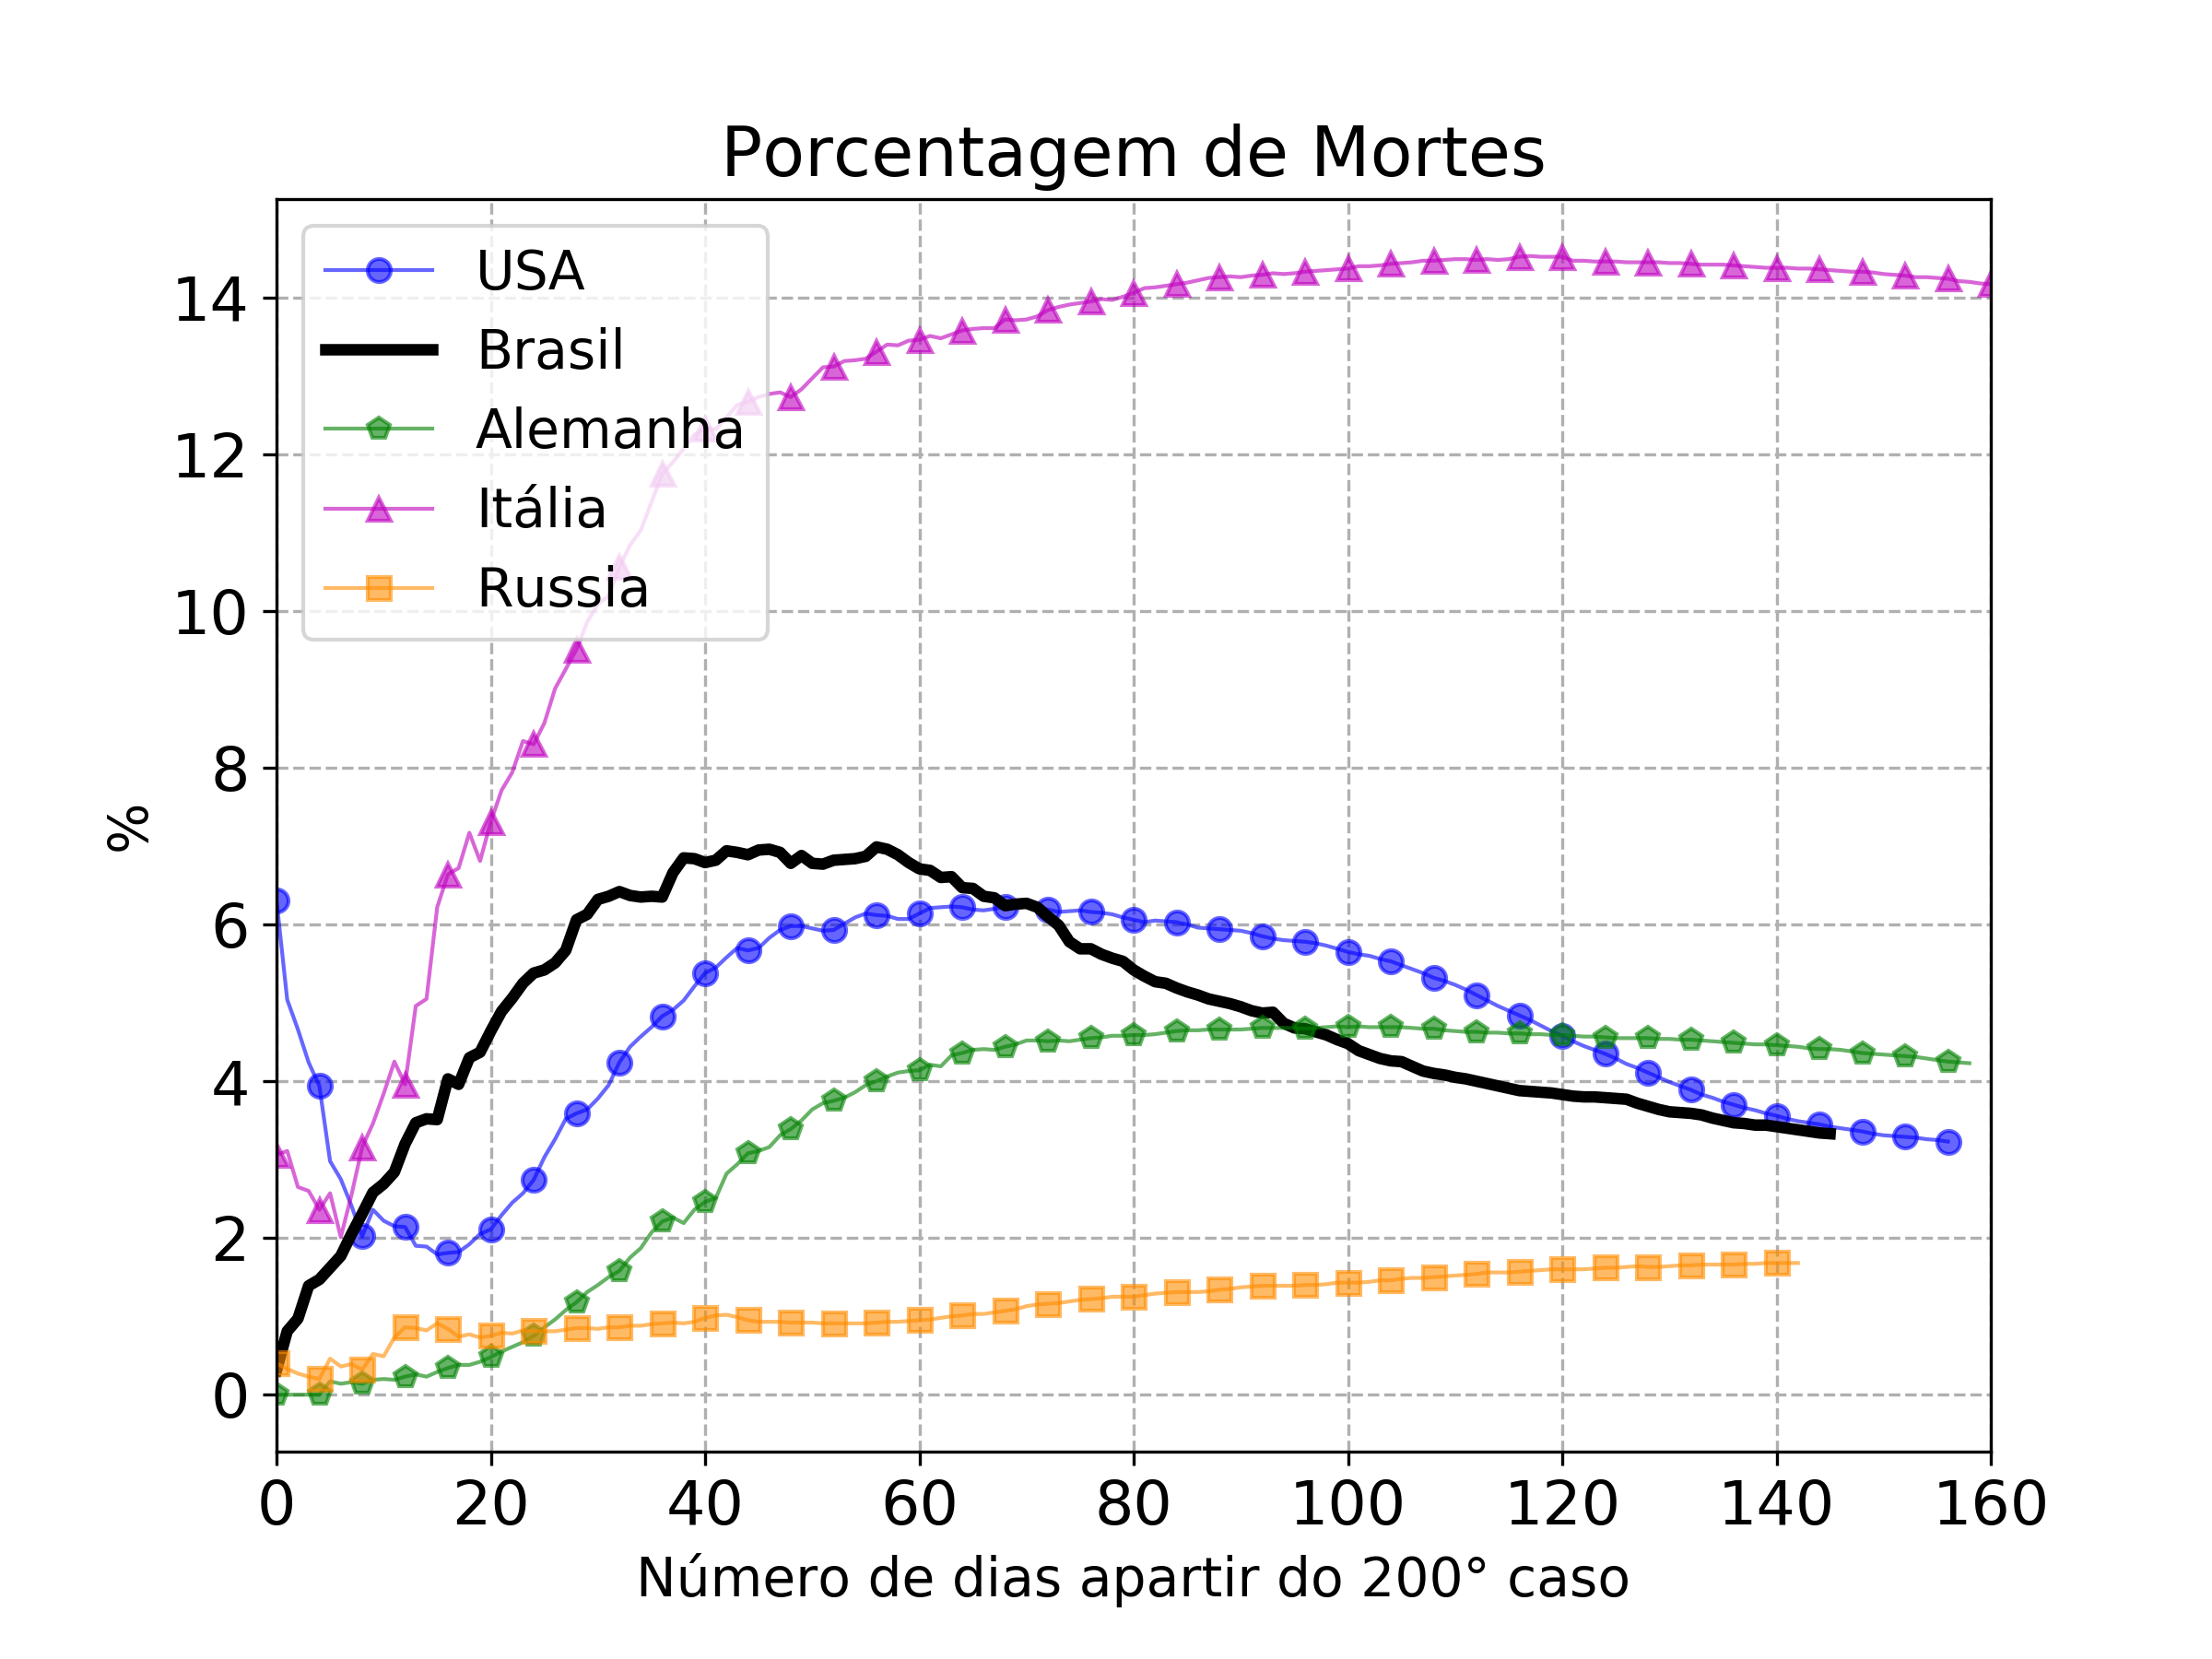 Porcentagem de Mortes
USA
Brasil
Alemanha
Itália
Russia
14
12
10
8
6
4
2
0
%
0 20 40 60 80 100 120 140 160
Número de dias apartir do 200° caso